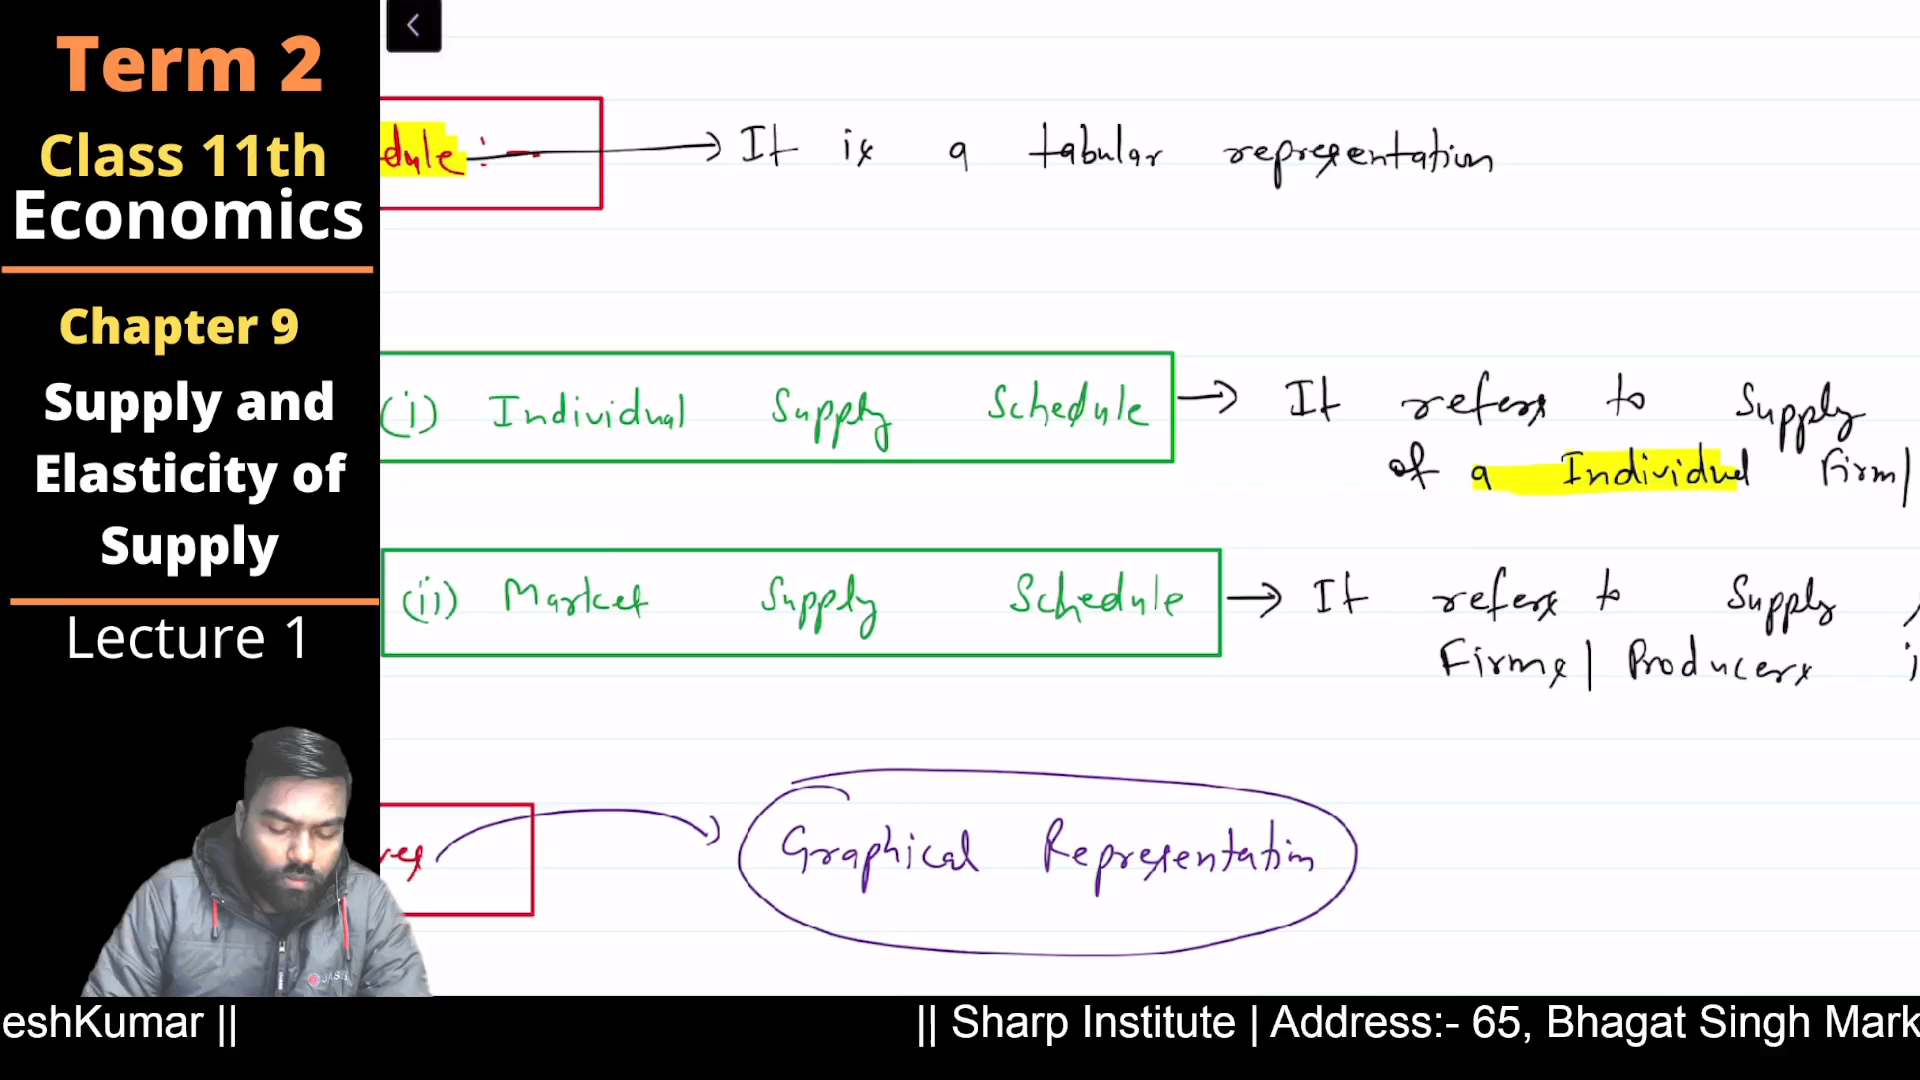 Term 2
Class 11th
Economics
Chapter 9
Supply and
Elasticity of
Supply
Lecture 1
dule :- → It is a tabular representation
(i) Individual Supply Schedule → It refers to Supply
of a Individual Firm/
(ii) Market Supply Schedule → It refers to Supply
Firms/ Producers
ves
Graphical Representation
eshKumar ||
|| Sharp Institute | Address:- 65, Bhagat Singh Mark